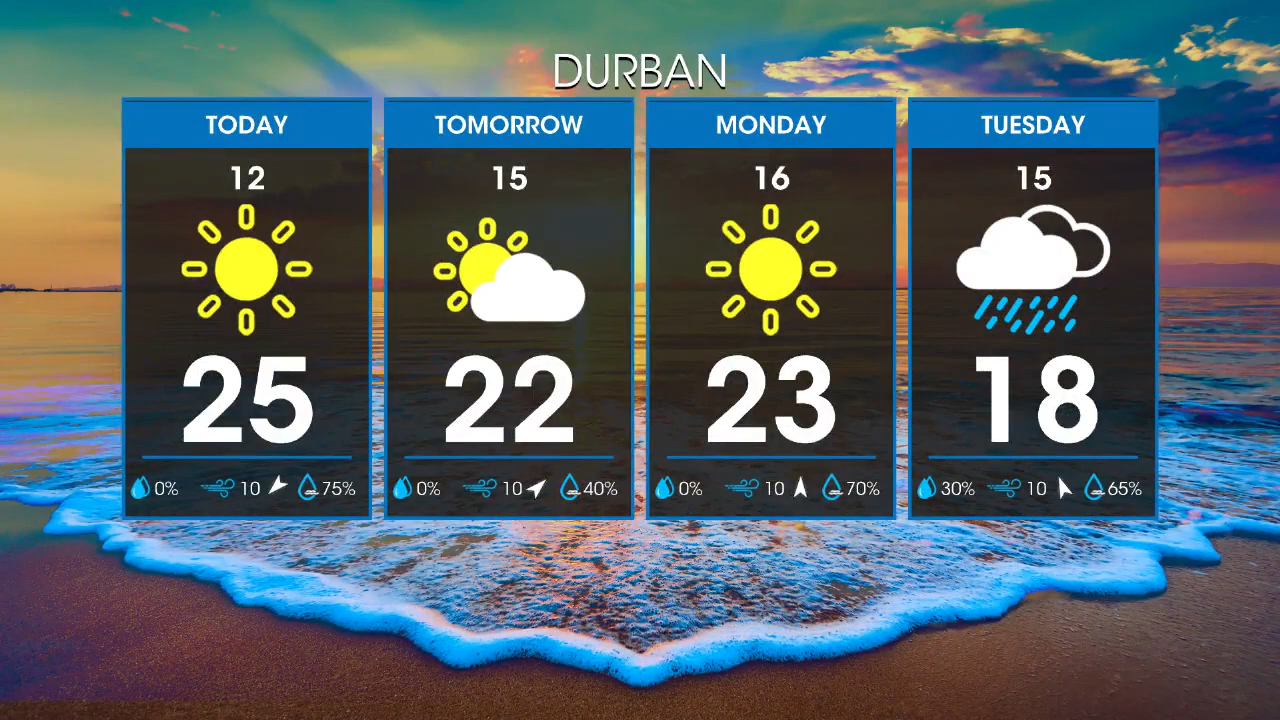 DURBAN
TODAY
12
25
0% 10 75%
TOMORROW
15
22
0% 10 40%
MONDAY
16
23
0% 10 70%
TUESDAY
15
18
30% 10 65%